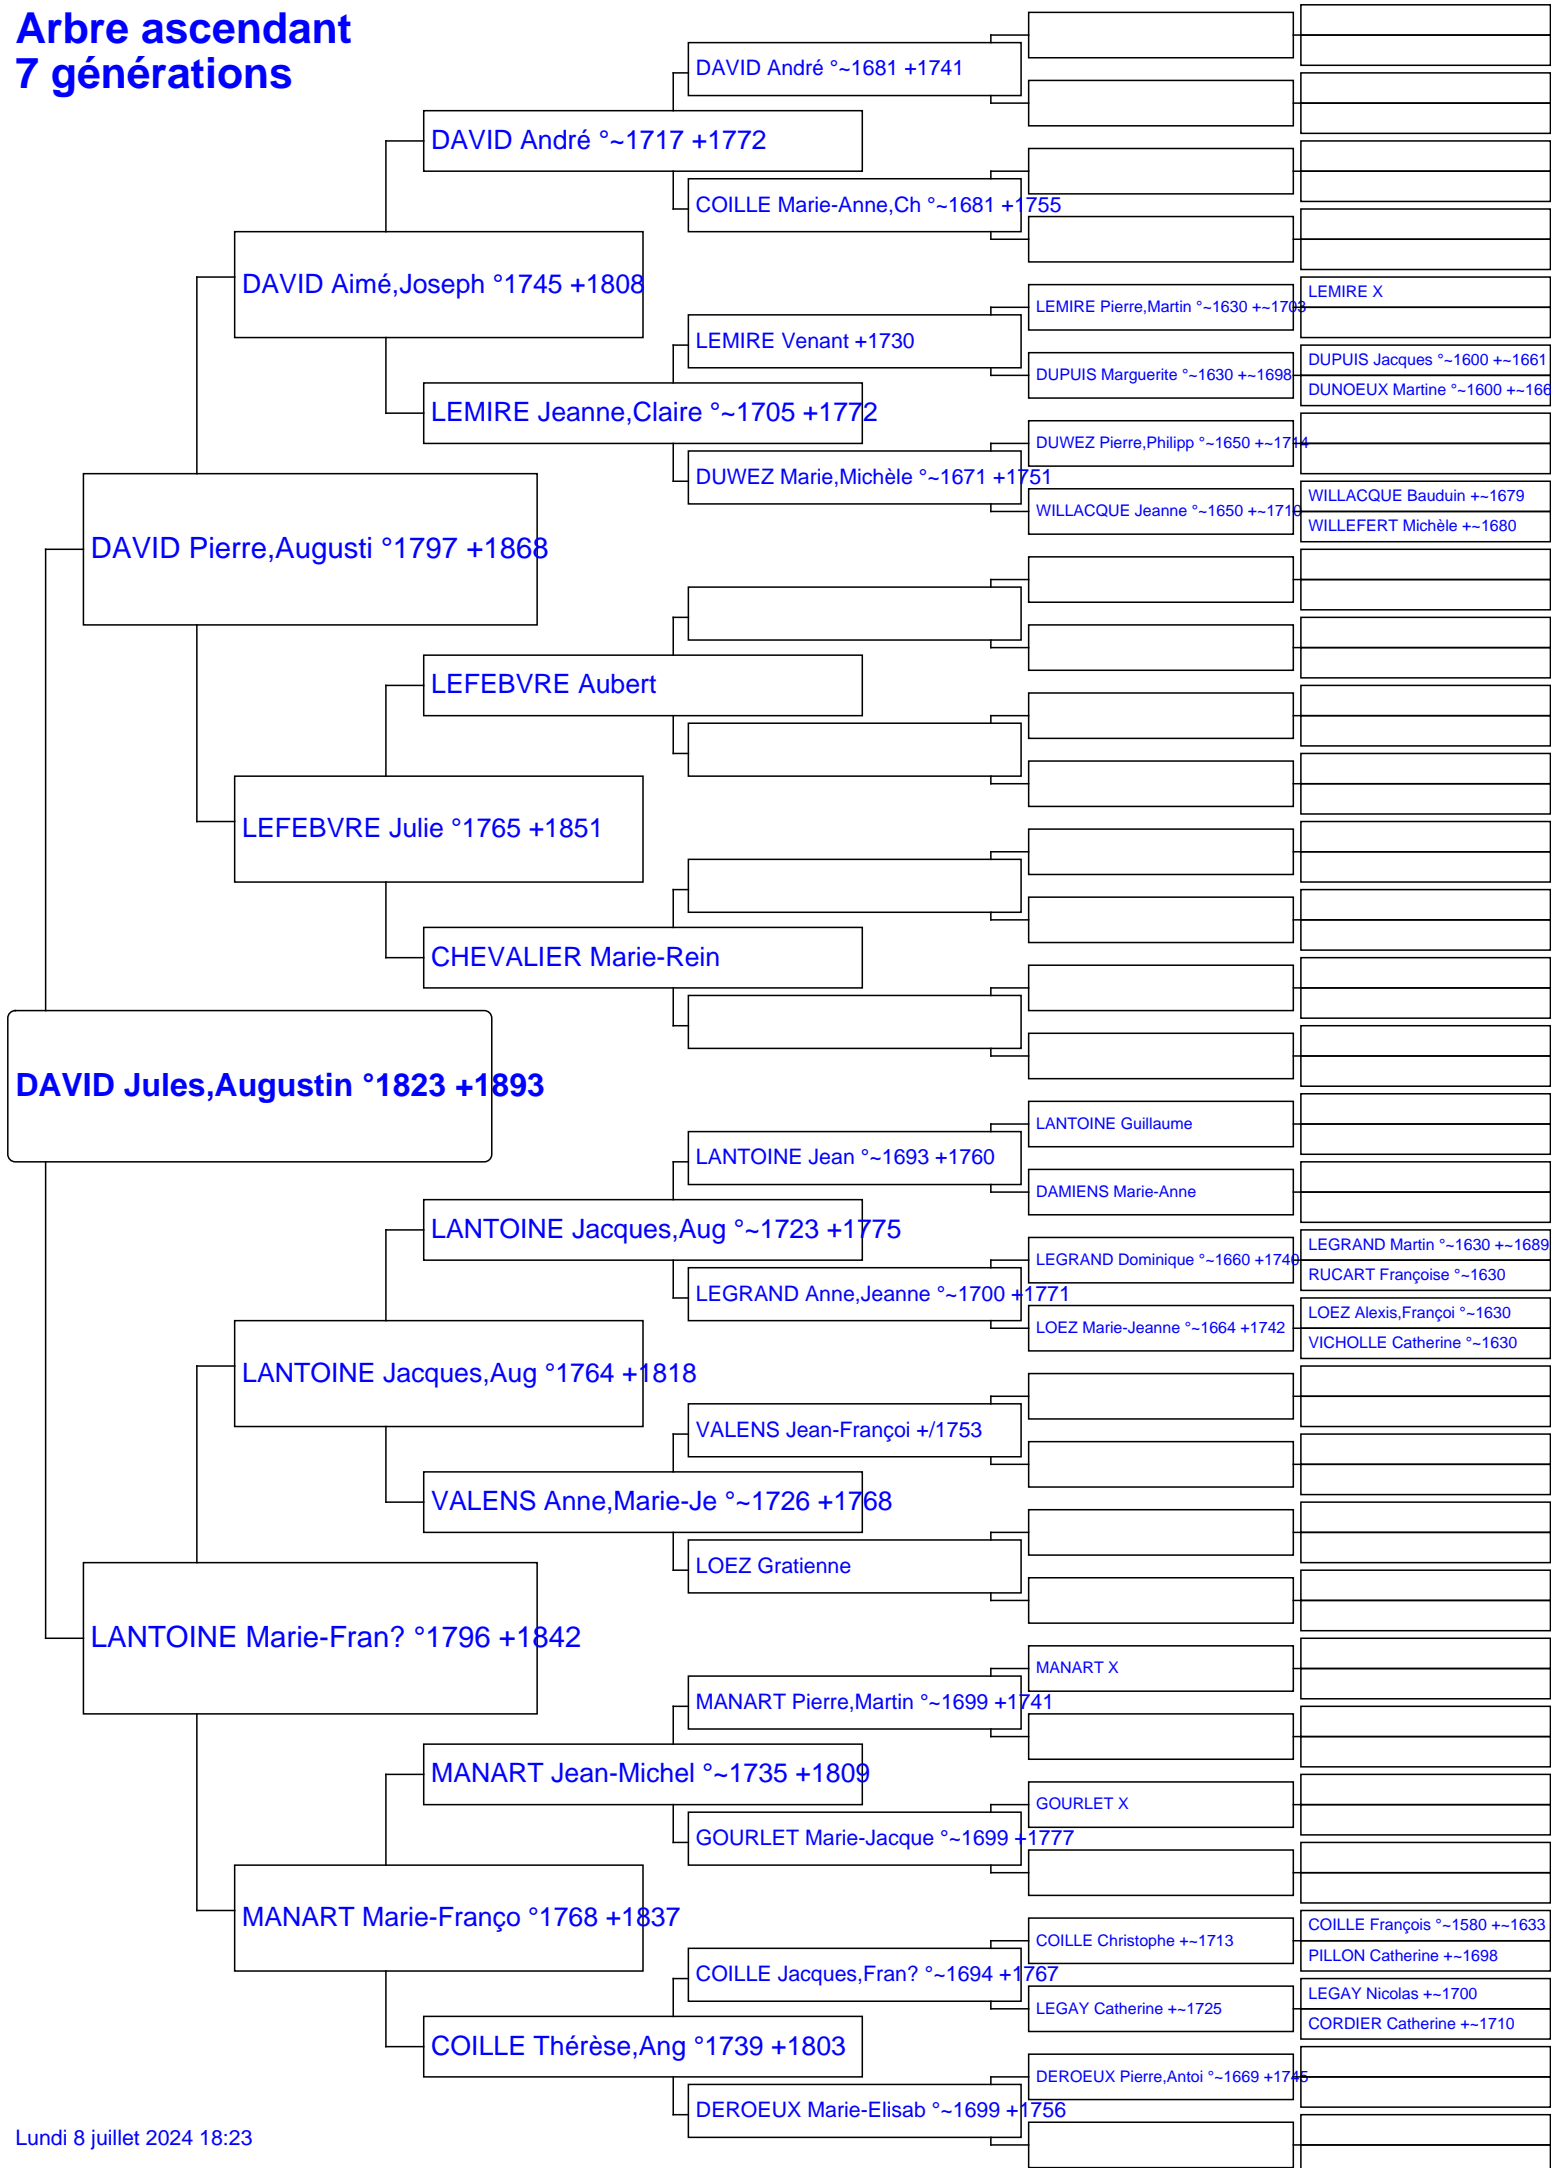 Arbre ascendant
7 générations
DAVID André °~1681 +1741
DAVID André °~1717 +1772
COILLE Marie-Anne,Ch °~1681 +1755
DAVID Aimé,Joseph °1745 +1808
LEMIRE X
LEMIRE Pierre,Martin °~1630 +~1703
LEMIRE Venant +1730
DUPUIS Jacques °~1600 +~1661
DUPUIS Marguerite °~1630 +~1698
DUNOEUX Martine °~1600 +~166
LEMIRE Jeanne,Claire °~1705 +1772
DUWEZ Pierre,Philipp °~1650 +~1714
DUWEZ Marie,Michèle °~1671 +1751
WILLACQUE Bauduin +~1679
WILLACQUE Jeanne °~1650 +~1710
WILLEFERT Michèle +~1680
DAVID Pierre,Augusti °1797 +1868
LEFEBVRE Aubert
LEFEBVRE Julie °1765 +1851
CHEVALIER Marie-Rein
DAVID Jules,Augustin °1823 +1893
LANTOINE Guillaume
LANTOINE Jean °~1693 +1760
DAMIENS Marie-Anne
LANTOINE Jacques,Aug °~1723 +1775
LEGRAND Martin °~1630 +~1689
LEGRAND Dominique °~1660 +1740
RUCART Françoise °~1630
LEGRAND Anne,Jeanne °~1700 +1771
LOEZ Alexis,Françoi °~1630
LOEZ Marie-Jeanne °~1664 +1742
VICHOLLE Catherine °~1630
LANTOINE Jacques,Aug °1764 +1818
VALENS Jean-Françoi +/1753
VALENS Anne,Marie-Je °~1726 +1768
LOEZ Gratienne
LANTOINE Marie-Fran? °1796 +1842
MANART X
MANART Pierre,Martin °~1699 +1741
MANART Jean-Michel °~1735 +1809
GOURLET X
GOURLET Marie-Jacque °~1699 +1777
MANART Marie-Franço °1768 +1837
COILLE François °~1580 +~1633
COILLE Christophe +~1713
PILLON Catherine +~1698
COILLE Jacques,Fran? °~1694 +1767
LEGAY Nicolas +~1700
LEGAY Catherine +~1725
CORDIER Catherine +~1710
COILLE Thérèse,Ang °1739 +1803
DEROEUX Pierre,Antoi °~1669 +1745
DEROEUX Marie-Elisab °~1699 +1756
Lundi 8 juillet 2024 18:23